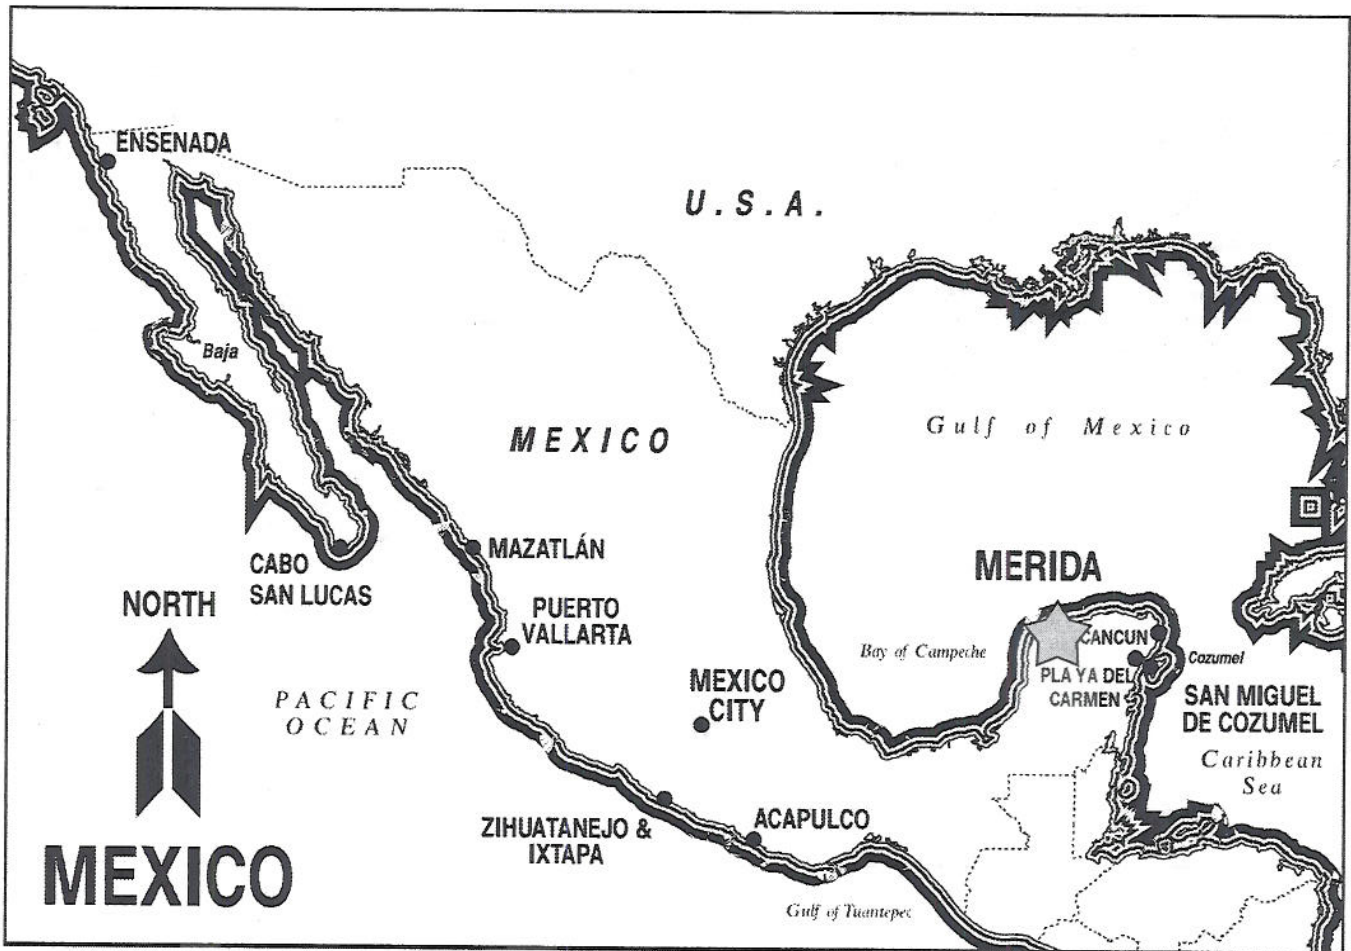 ENSENADA
U.S.A.
Baja
Gulf of Mexico
MEXICO
MAZATLÁN
CABO
SAN LUCAS
MERIDA
NORTH
PUERTO
VALLARTA
Bay of Campeche
CANCUN
Cozumel
PLAYA DEL
CARMEN
MEXICO
CITY
SAN MIGUEL
DE COZUMEL
PACIFIC
OCEAN
Caribbean
Sea
ZIHUATANEJO &
IXTAPA
ACAPULCO
MEXICO
Gulf of Tuantepec